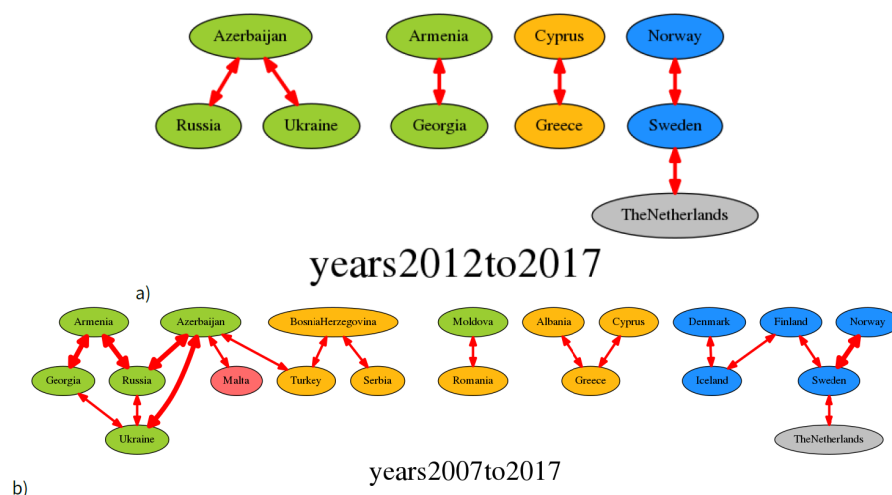 Azerbaijan Armenia Cyprus Norway
Russia Ukraine Georgia Greece Sweden
TheNetherlands
years2012to2017
a)
Armenia Azerbaijan BosniaHerzegovina Moldova Albania Cyprus Denmark Finland Norway
Georgia Russia Malta Turkey Serbia Romania Greece Iceland Sweden
Ukraine TheNetherlands
years2007to2017
b)